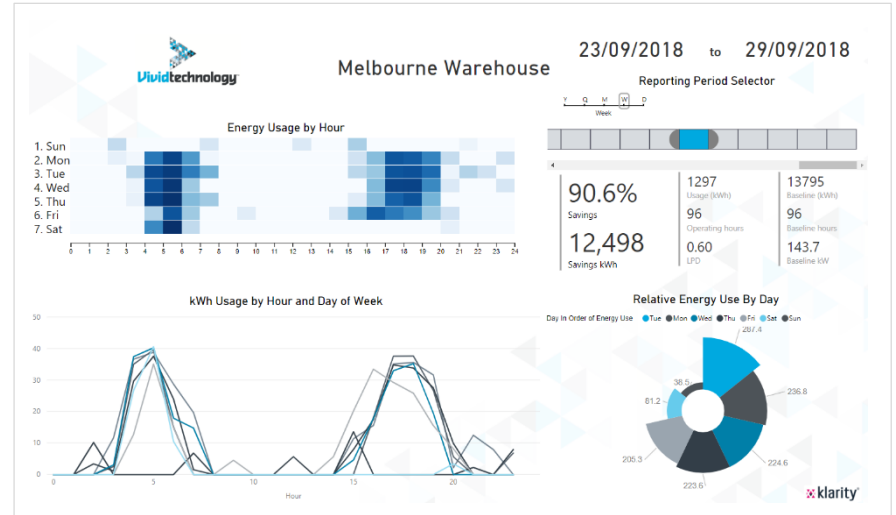 Vividtechnology
Melbourne Warehouse
23/09/2018 to 29/09/2018
Reporting Period Selector
Y Q M W D
Week
Energy Usage by Hour
1. Sun
2. Mon
3. Tue
4. Wed
5. Thu
6. Fri
7. Sat
0 1 2 3 4 5 6 7 8 9 10 11 12 13 14 15 16 17 18 19 20 21 22 23 24
90.6%
Savings
12,498
Savings kWh
1297
Usage (kWh)
96
Operating hours
0.60
LPD
13795
Baseline (kWh)
96
Baseline hours
143.7
Baseline kW
kWh Usage by Hour and Day of Week
50
40
30
20
10
0
0 5 10 15 20
Hour
Relative Energy Use By Day
Day In Order of Energy Use Tue Mon Wed Thu Fri Sat Sun
287.4
236.8
224.6
223.6
205.3
81.2
38.5
klarity